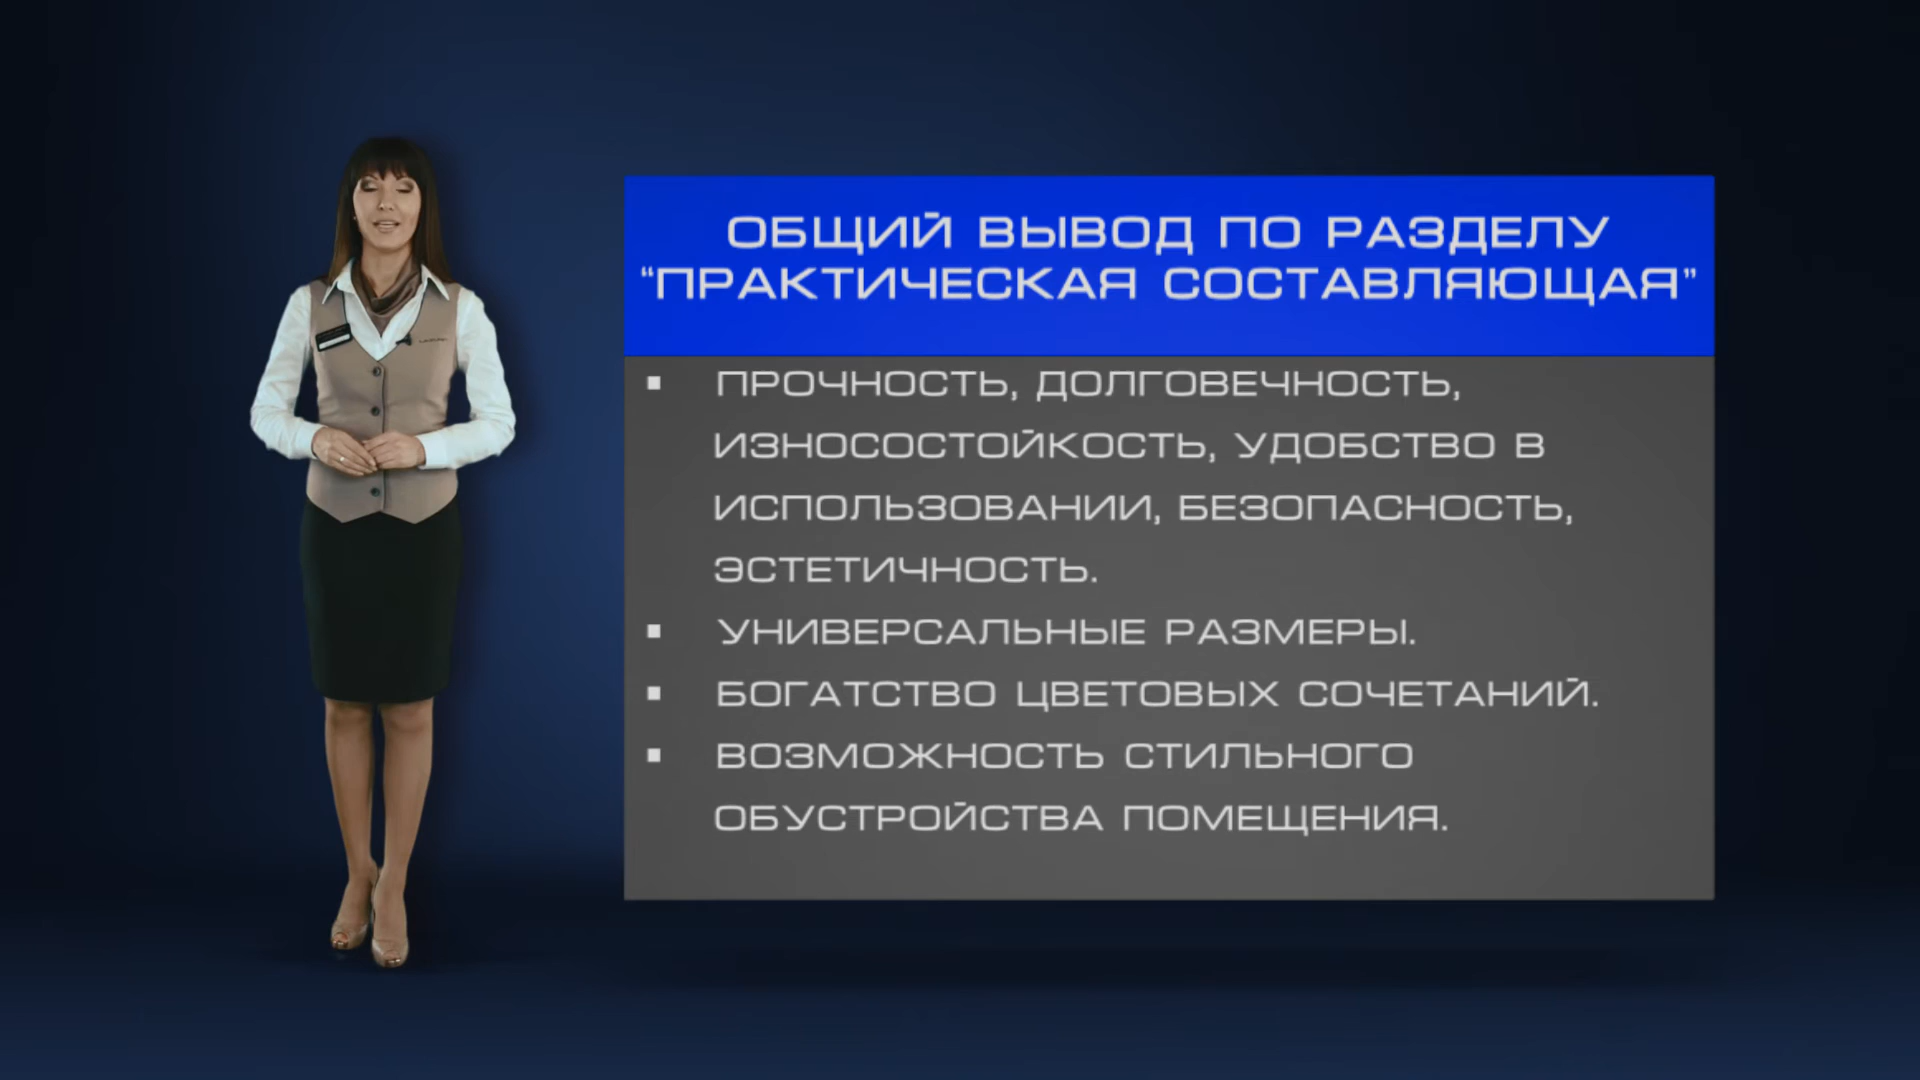 ОБЩИЙ ВЫВОД ПО РАЗДЕЛУ
“ПРАКТИЧЕСКАЯ СОСТАВЛЯЮЩАЯ”
▪ ПРОЧНОСТЬ, ДОЛГОВЕЧНОСТЬ,
ИЗНОСОСТОЙКОСТЬ, УДОБСТВО В
ИСПОЛЬЗОВАНИИ, БЕЗОПАСНОСТЬ,
ЭСТЕТИЧНОСТЬ.
▪ УНИВЕРСАЛЬНЫЕ РАЗМЕРЫ.
▪ БОГАТСТВО ЦВЕТОВЫХ СОЧЕТАНИЙ.
▪ ВОЗМОЖНОСТЬ СТИЛЬНОГО
ОБУСТРОЙСТВА ПОМЕЩЕНИЯ.